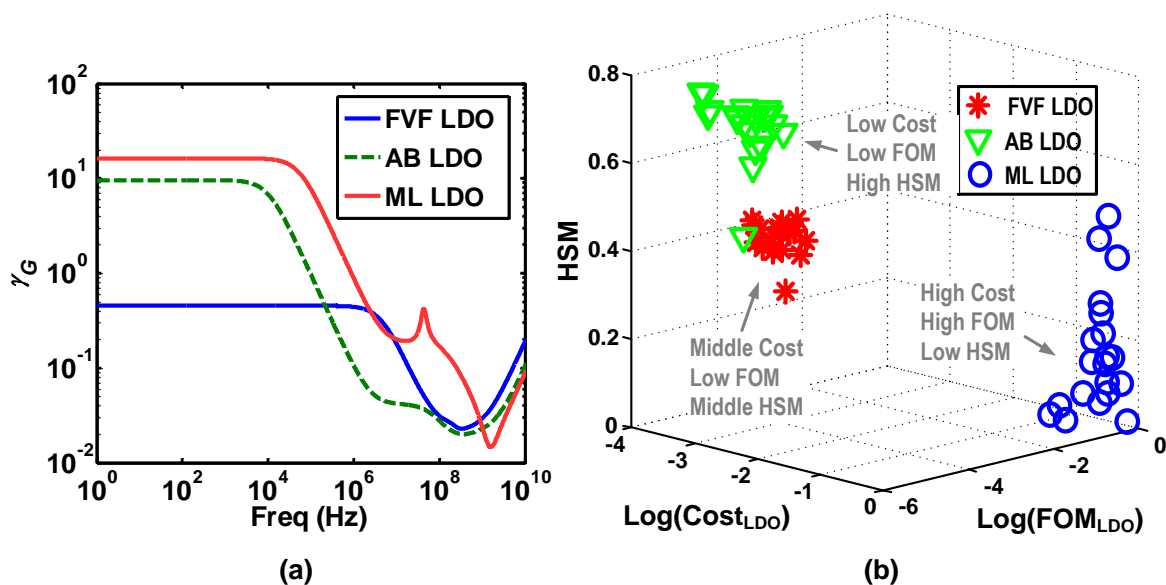 10^2
10^1
10^0
10^-1
10^-2
γ_G
10^0
10^2
10^4
10^6
10^8
10^10
Freq (Hz)
FVF LDO
AB LDO
ML LDO
(a)
0.8
0.6
0.4
0.2
0
HSM
-4
-3
-2
-1
0
Log(Cost_LDO)
-6
-4
-2
0
Log(FOM_LDO)
FVF LDO
AB LDO
ML LDO
Low Cost
Low FOM
High HSM
Middle Cost
Low FOM
Middle HSM
High Cost
High FOM
Low HSM
(b)